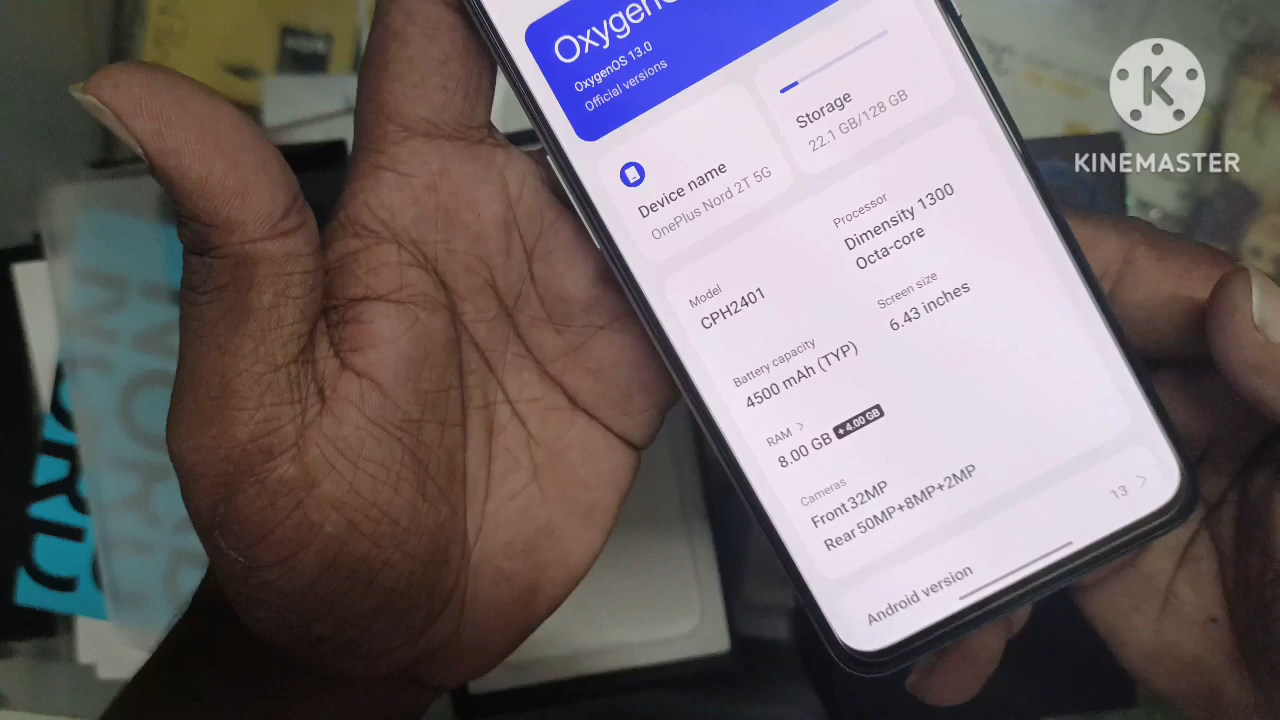 OxygenOS
OxygenOS 13.0
Official versions
Device name
OnePlus Nord 2T 5G
Storage
22.1 GB/128 GB
Model
CPH2401
Processor
Dimensity 1300
Octa-core
Battery capacity
4500 mAh (TYP)
Screen size
6.43 inches
RAM >
8.00 GB + 4.00 GB
Cameras
Front 32MP
Rear 50MP+8MP+2MP
Android version
13 >
K
KINEMASTER
NORD